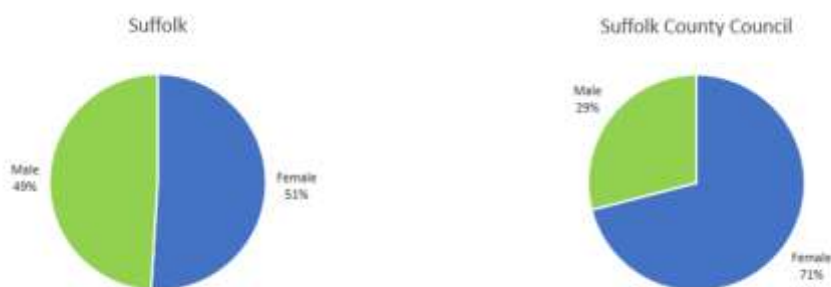 Suffolk
Male
49%
Female
51%
Suffolk County Council
Male
29%
Female
71%